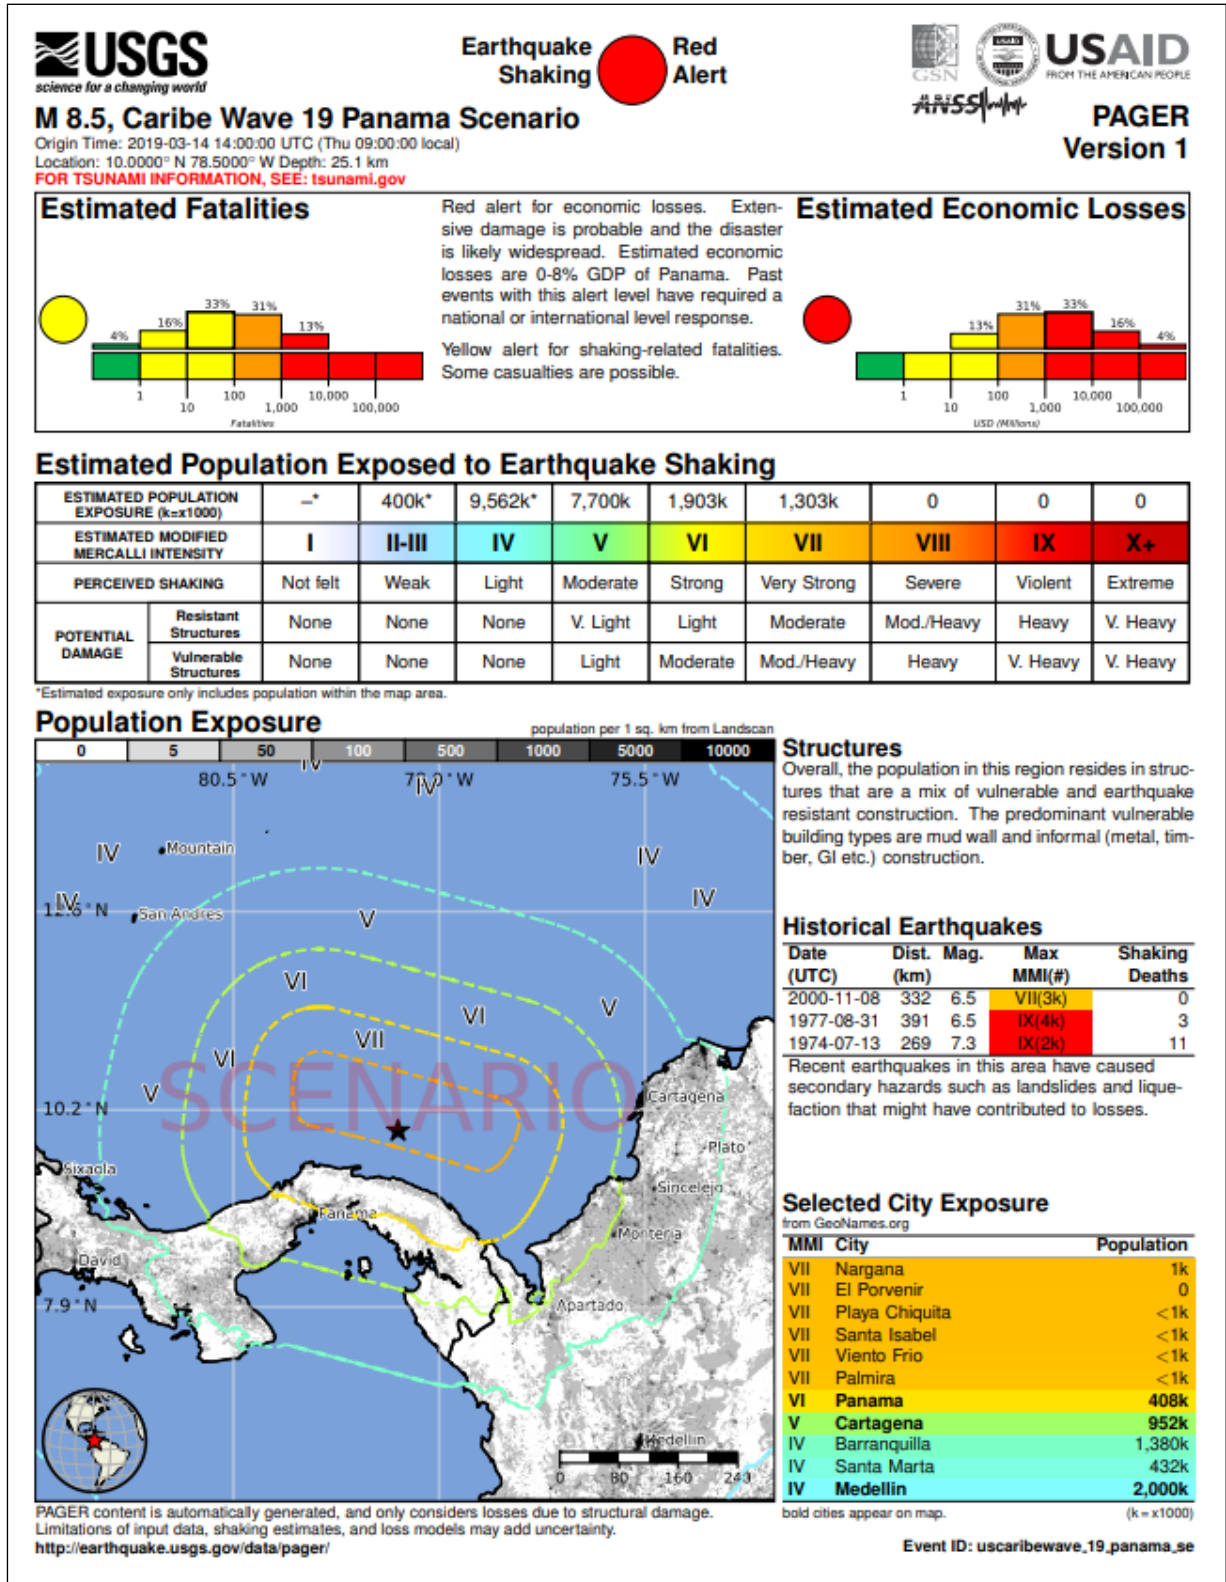 USGS
science for a changing world
Earthquake
Shaking
Red
Alert
GSN
USAID
FROM THE AMERICAN PEOPLE
ANSS
M 8.5, Caribe Wave 19 Panama Scenario
Origin Time: 2019-03-14 14:00:00 UTC (Thu 09:00:00 local)
Location: 10.0000° N 78.5000° W Depth: 25.1 km
FOR TSUNAMI INFORMATION, SEE: tsunami.gov
PAGER
Version 1
Estimated Fatalities
4% 16% 33% 31% 13%
1 100 10,000
10 1,000 100,000
Fatalities
Red alert for economic losses. Exten-
sive damage is probable and the disaster
is likely widespread. Estimated economic
losses are 0-8% GDP of Panama. Past
events with this alert level have required a
national or international level response.
Yellow alert for shaking-related fatalities.
Some casualties are possible.
Estimated Economic Losses
13% 31% 33% 16% 4%
1 100 10,000
10 1,000 100,000
USD (Millions)
Estimated Population Exposed to Earthquake Shaking
ESTIMATED POPULATION EXPOSURE (k=x1000) –* 400k* 9,562k* 7,700k 1,903k 1,303k 0 0 0
ESTIMATED MODIFIED MERCALLI INTENSITY I II-III IV V VI VII VIII IX X+
PERCEIVED SHAKING Not felt Weak Light Moderate Strong Very Strong Severe Violent Extreme
POTENTIAL DAMAGE
Resistant Structures None None None V. Light Light Moderate Mod./Heavy Heavy V. Heavy
Vulnerable Structures None None None Light Moderate Mod./Heavy Heavy V. Heavy V. Heavy
*Estimated exposure only includes population within the map area.
Population Exposure
population per 1 sq. km from Landscan
0 5 50 100 500 1000 5000 10000
80.5°W 75.5°W
IV IV
IV Mountain IV
IV 12.6°N San Andres V IV
VI V
VI
VII
VI
V
SCENARIO
10.2°N
Cartagena
Plato
Sixaola
Sincelejo
Panama
Monteria
David
7.9°N
Apartado
Medellin
0 80 160 240
Structures
Overall, the population in this region resides in struc-
tures that are a mix of vulnerable and earthquake
resistant construction. The predominant vulnerable
building types are mud wall and informal (metal, tim-
ber, GI etc.) construction.
Historical Earthquakes
Date (UTC) Dist. (km) Mag. Max MMI(#) Shaking Deaths
2000-11-08 332 6.5 VII(3k) 0
1977-08-31 391 6.5 IX(4k) 3
1974-07-13 269 7.3 IX(2k) 11
Recent earthquakes in this area have caused
secondary hazards such as landslides and lique-
faction that might have contributed to losses.
Selected City Exposure
from GeoNames.org
MMI City Population
VII Nargana 1k
VII El Porvenir 0
VII Playa Chiquita <1k
VII Santa Isabel <1k
VII Viento Frio <1k
VII Palmira <1k
VI Panama 408k
V Cartagena 952k
IV Barranquilla 1,380k
IV Santa Marta 432k
IV Medellin 2,000k
bold cities appear on map. (k = x1000)
PAGER content is automatically generated, and only considers losses due to structural damage.
Limitations of input data, shaking estimates, and loss models may add uncertainty.
http://earthquake.usgs.gov/data/pager/
Event ID: uscaribewave_19_panama_se